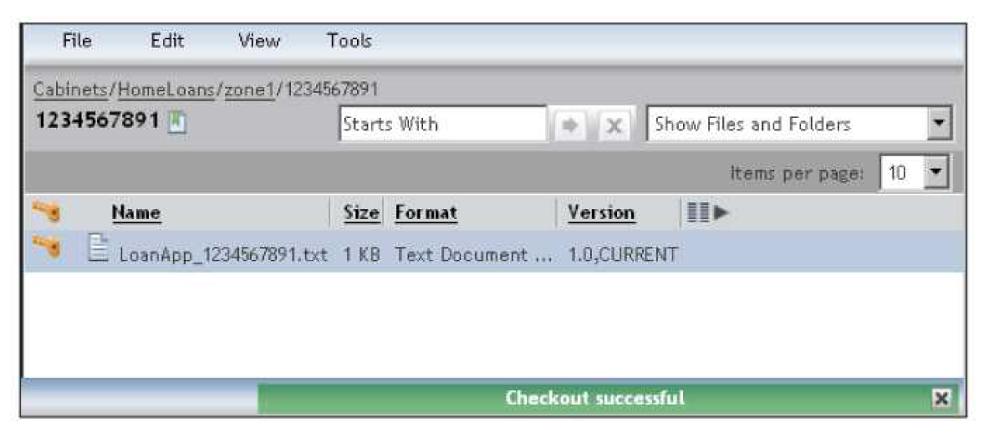 File Edit View Tools
Cabinets/HomeLoans/zone1/1234567891
1234567891 Starts With Show Files and Folders
Items per page: 10
Name Size Format Version
LoanApp_1234567891.txt 1 KB Text Document ... 1.0,CURRENT
Checkout successful